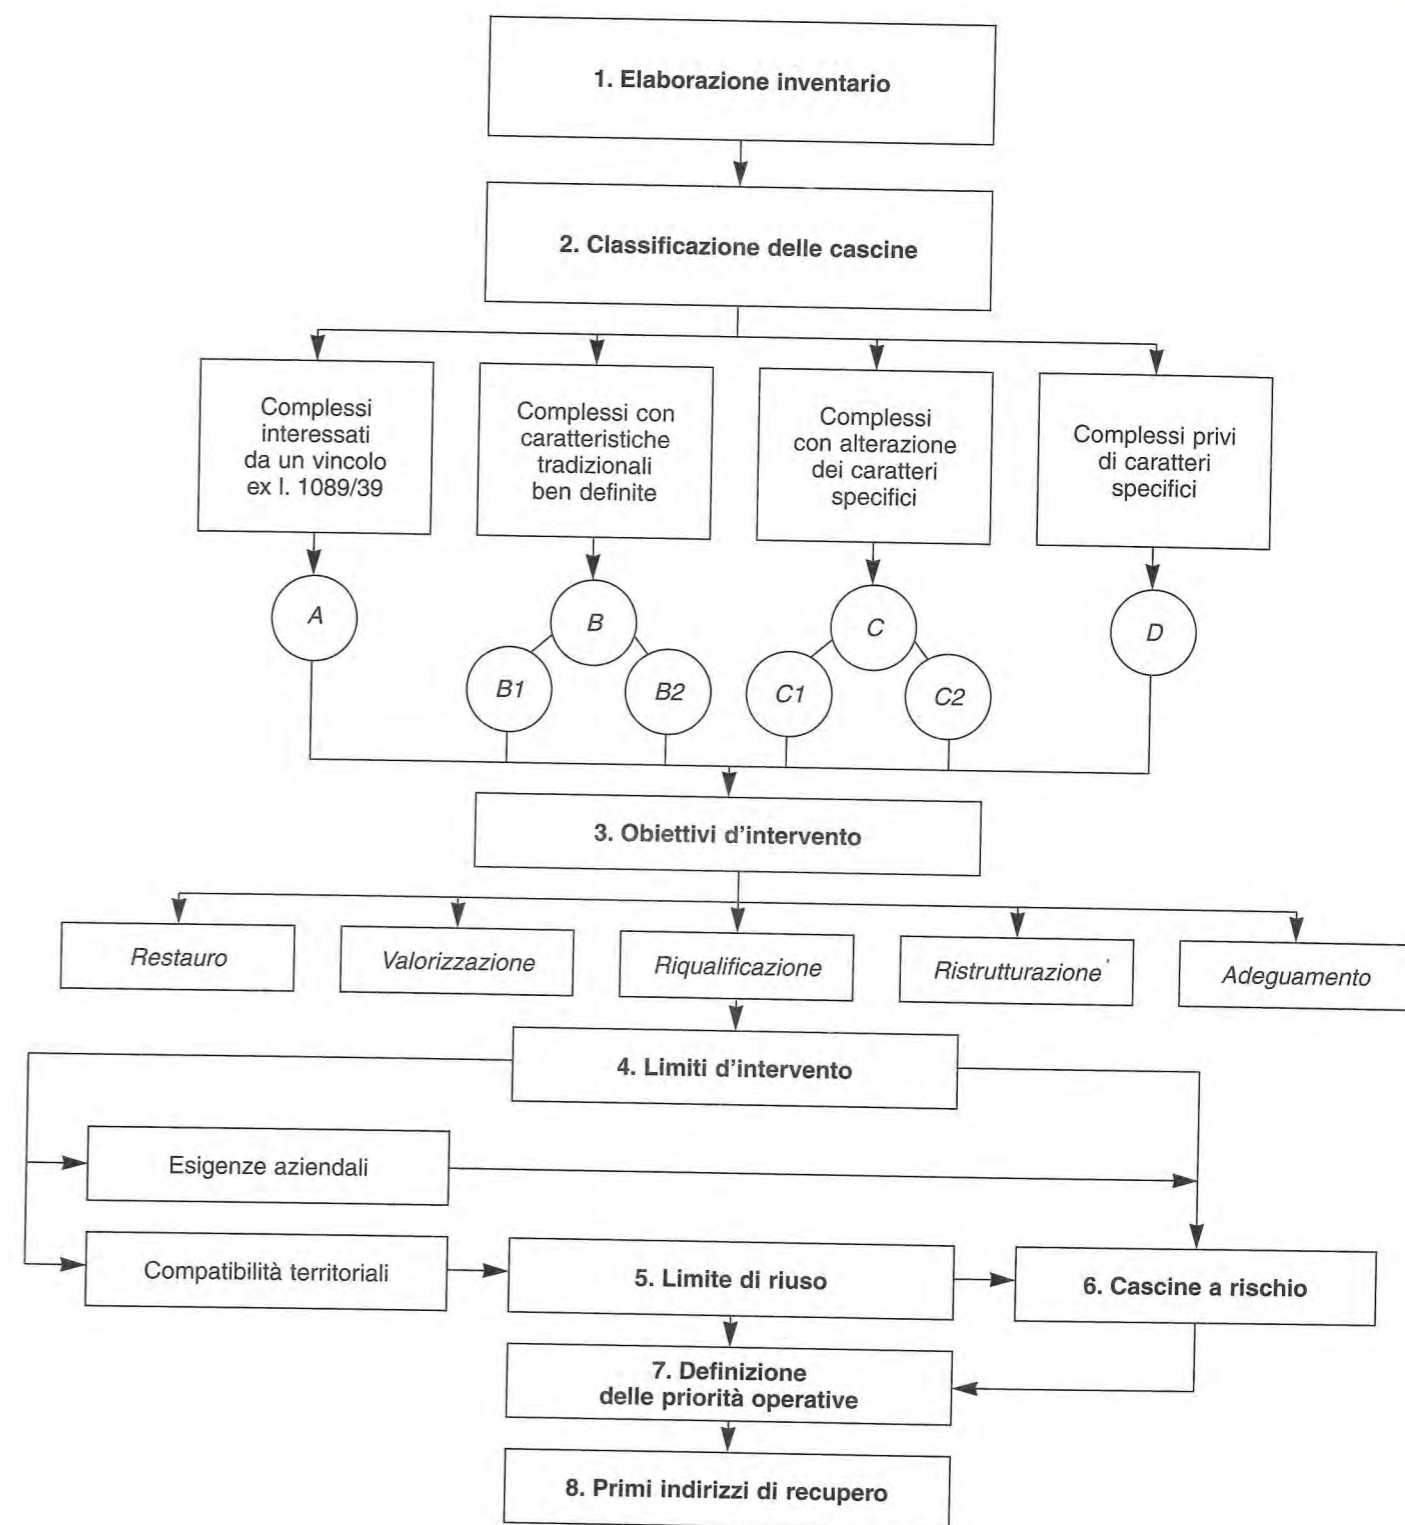 1. Elaborazione inventario
2. Classificazione delle cascine
Complessi
interessati
da un vincolo
ex l. 1089/39
Complessi con
caratteristiche
tradizionali
ben definite
Complessi
con alterazione
dei caratteri
specifici
Complessi privi
di caratteri
specifici
A
B
C
D
B1
B2
C1
C2
3. Obiettivi d'intervento
Restauro
Valorizzazione
Riqualificazione
Ristrutturazione
Adeguamento
4. Limiti d'intervento
Esigenze aziendali
Compatibilità territoriali
5. Limite di riuso
6. Cascine a rischio
7. Definizione
delle priorità operative
8. Primi indirizzi di recupero